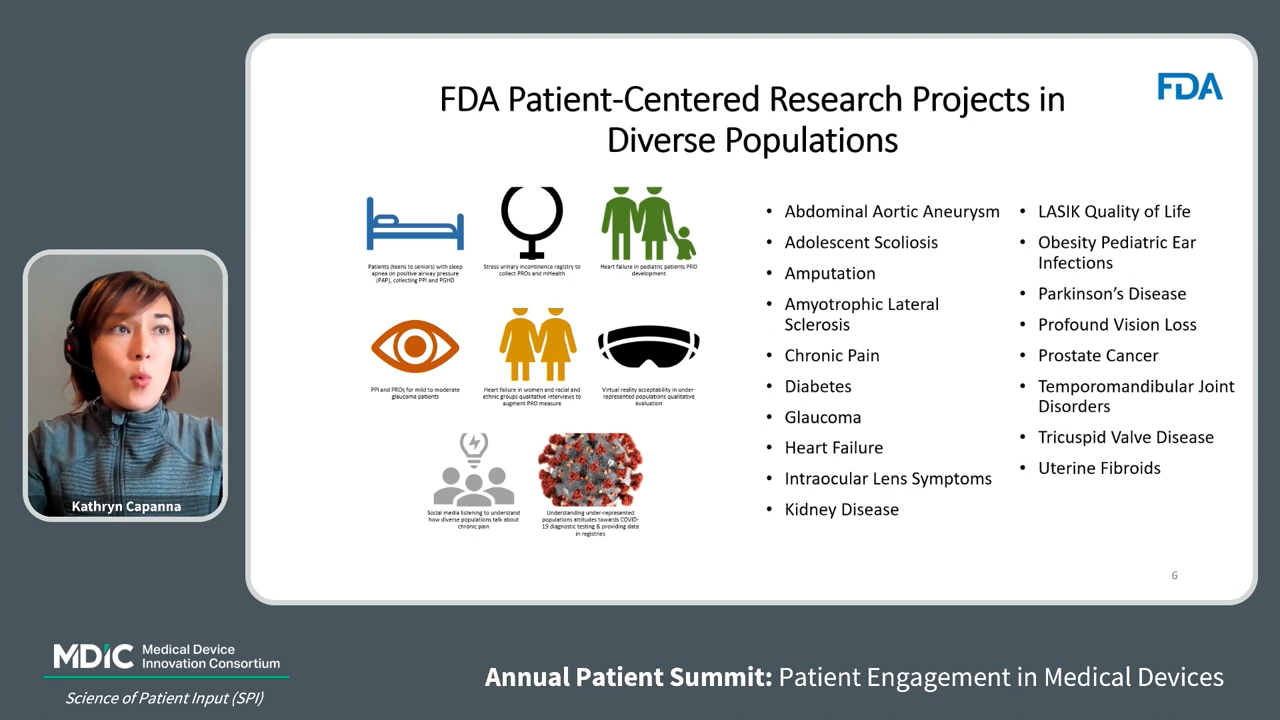 FDA Patient-Centered Research Projects in
Diverse Populations
FDA
Patients (teens to seniors) with sleep
apnea on positive airway pressure
(PAP), collecting PPI and PGHD
Stress urinary incontinence registry to
collect PROs and mHealth
Heart failure in pediatric patients PRO
development
PPI and PROs for mild to moderate
glaucoma patients
Heart failure in women and racial and
ethnic groups qualitative interviews to
augment PRO measure
Virtual reality acceptability in under-
represented populations qualitative
evaluation
Social media listening to understand
how diverse populations talk about
chronic pain
Understanding under-represented
populations attitudes towards COVID-
19 diagnostic testing & providing data
in registries
• Abdominal Aortic Aneurysm
• Adolescent Scoliosis
• Amputation
• Amyotrophic Lateral
Sclerosis
• Chronic Pain
• Diabetes
• Glaucoma
• Heart Failure
• Intraocular Lens Symptoms
• Kidney Disease
• LASIK Quality of Life
• Obesity Pediatric Ear
Infections
• Parkinson's Disease
• Profound Vision Loss
• Prostate Cancer
• Temporomandibular Joint
Disorders
• Tricuspid Valve Disease
• Uterine Fibroids
6
Kathryn Capanna
MDIC Medical Device
Innovation Consortium
Science of Patient Input (SPI)
Annual Patient Summit: Patient Engagement in Medical Devices